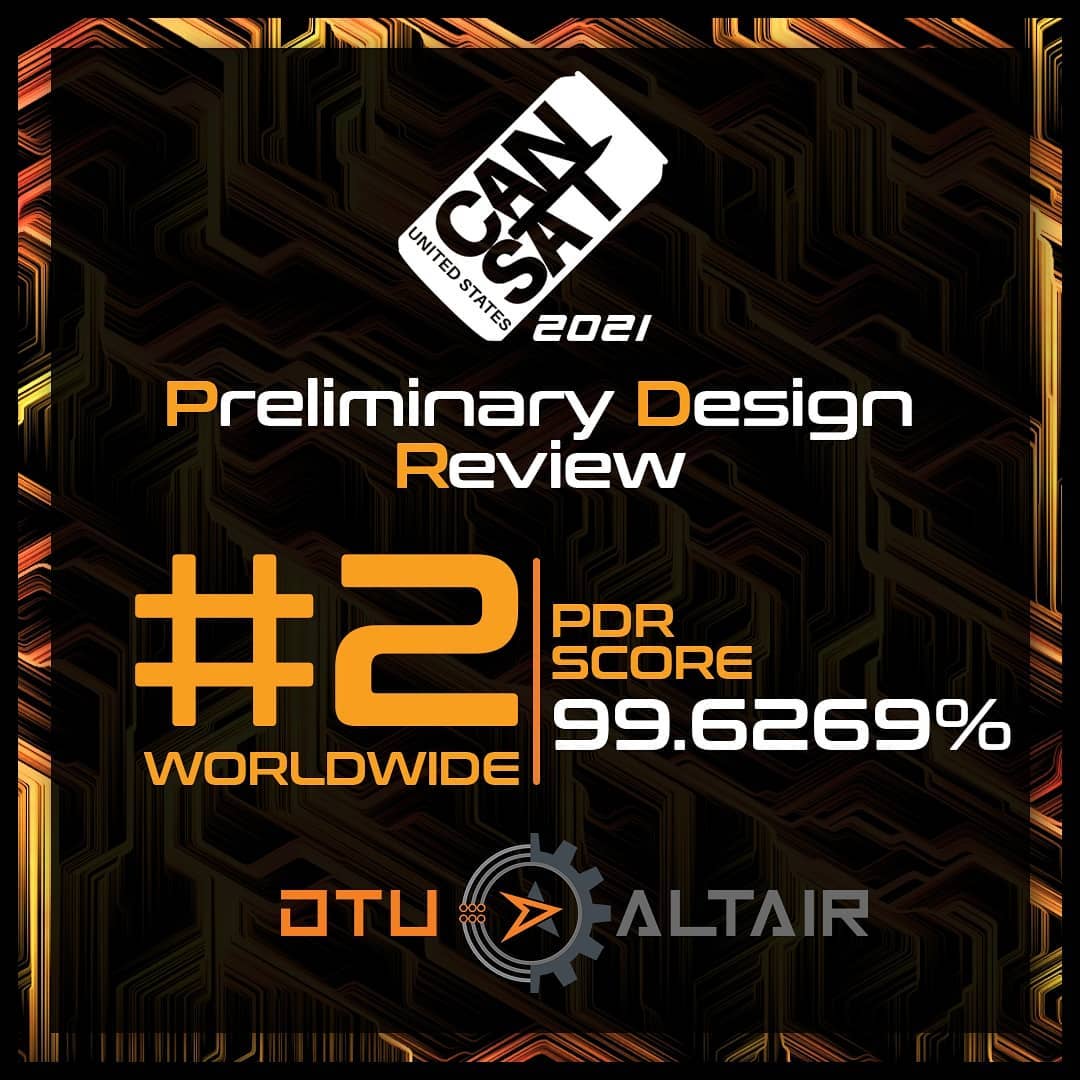 CAN
SAT
UNITED STATES
2021
Preliminary Design
Review
#2
WORLDWIDE
PDR
SCORE
99.6269%
DTU ALTAIR